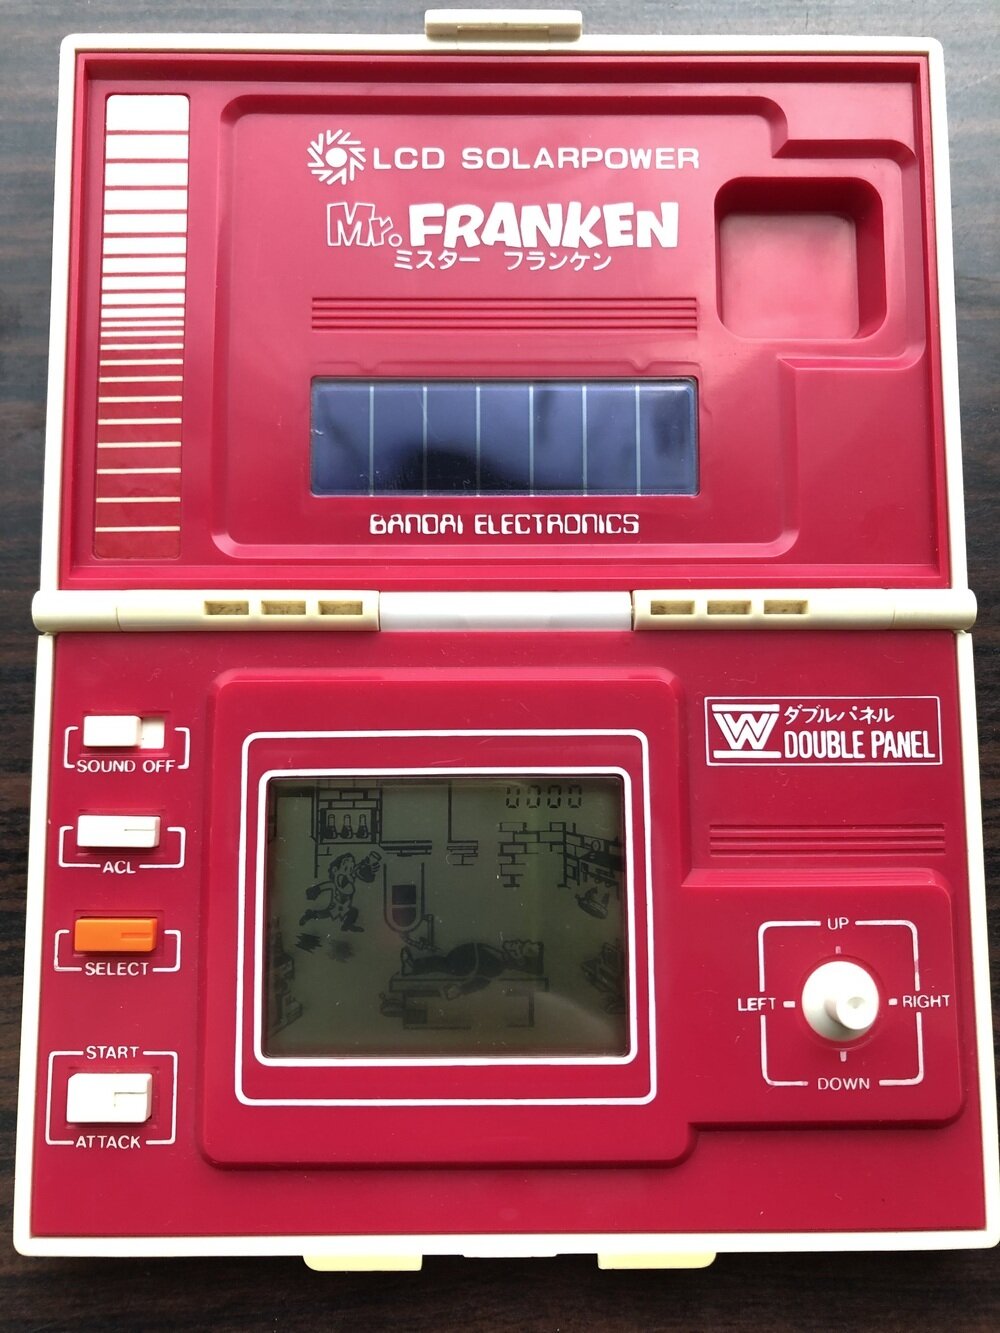 LCD SOLARPOWER
Mr. FRANKEN
ミスター フランケン
BANDAI ELECTRONICS
SOUND OFF
ACL
SELECT
START
ATTACK
0000
W ダブルパネル
DOUBLE PANEL
UP
LEFT
RIGHT
DOWN